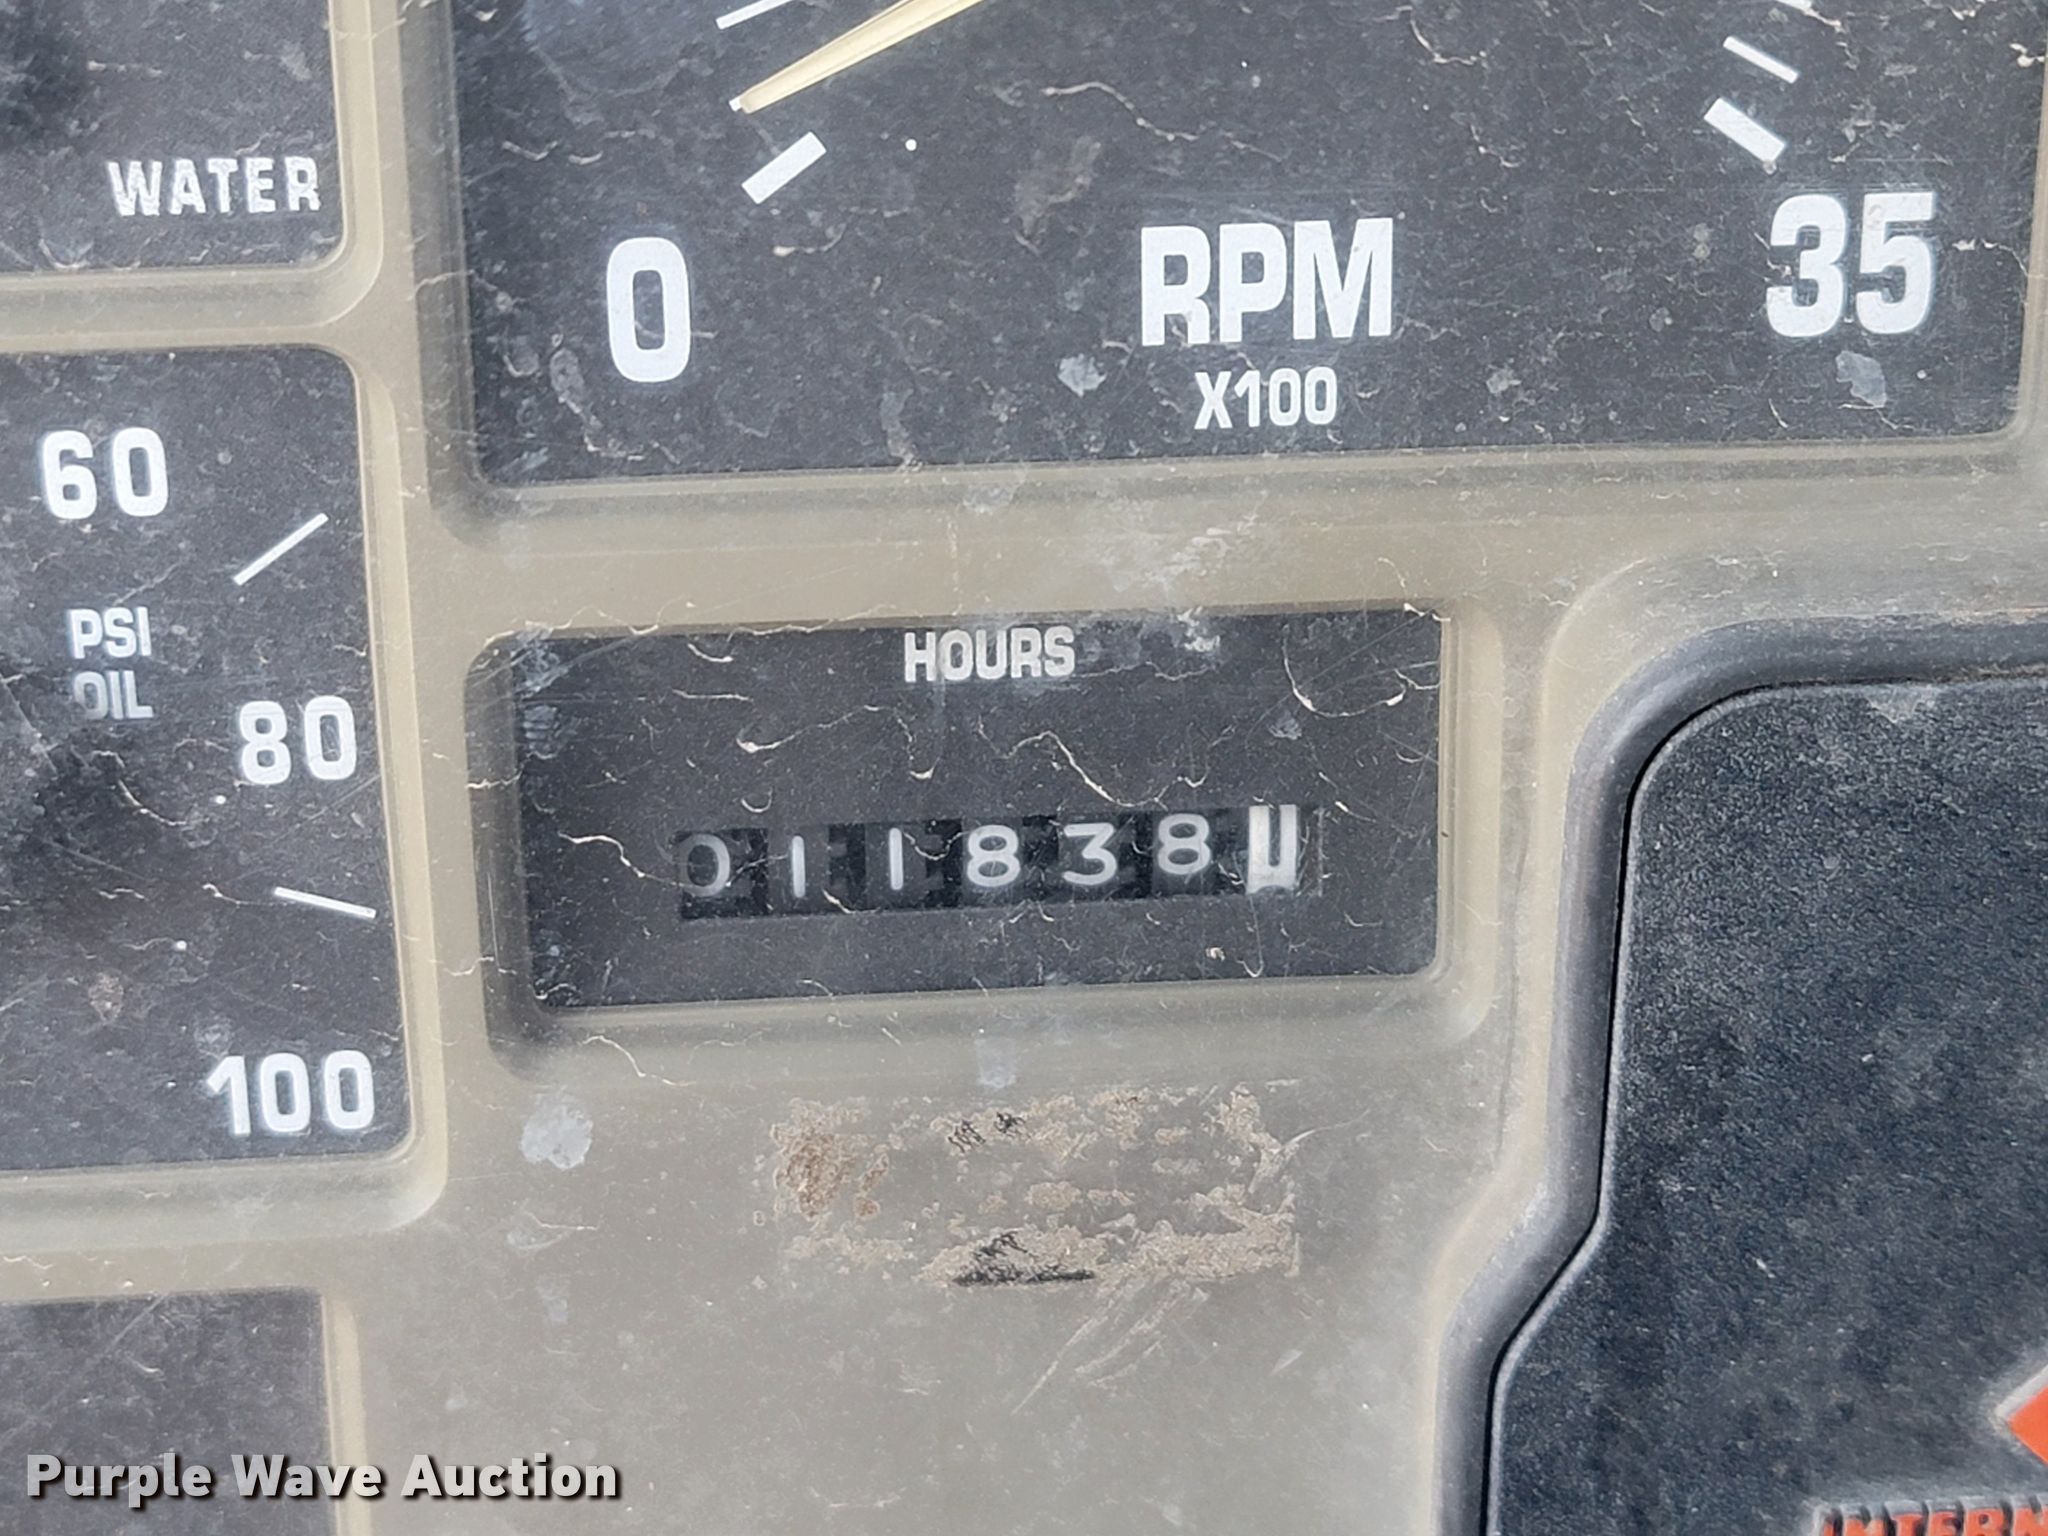 WATER
0
RPM
X100
35
60
PSI
OIL
80
100
HOURS
011838
Purple Wave Auction